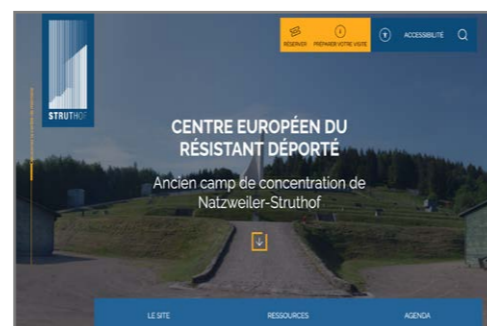 RÉSERVER PRÉPARER VOTRE VISITE ACCESSIBILITÉ
STRUTHOF
CENTRE EUROPÉEN DU
RÉSISTANT DÉPORTÉ
Ancien camp de concentration de
Natzweiler-Struthof
LE SITE RESSOURCES AGENDA